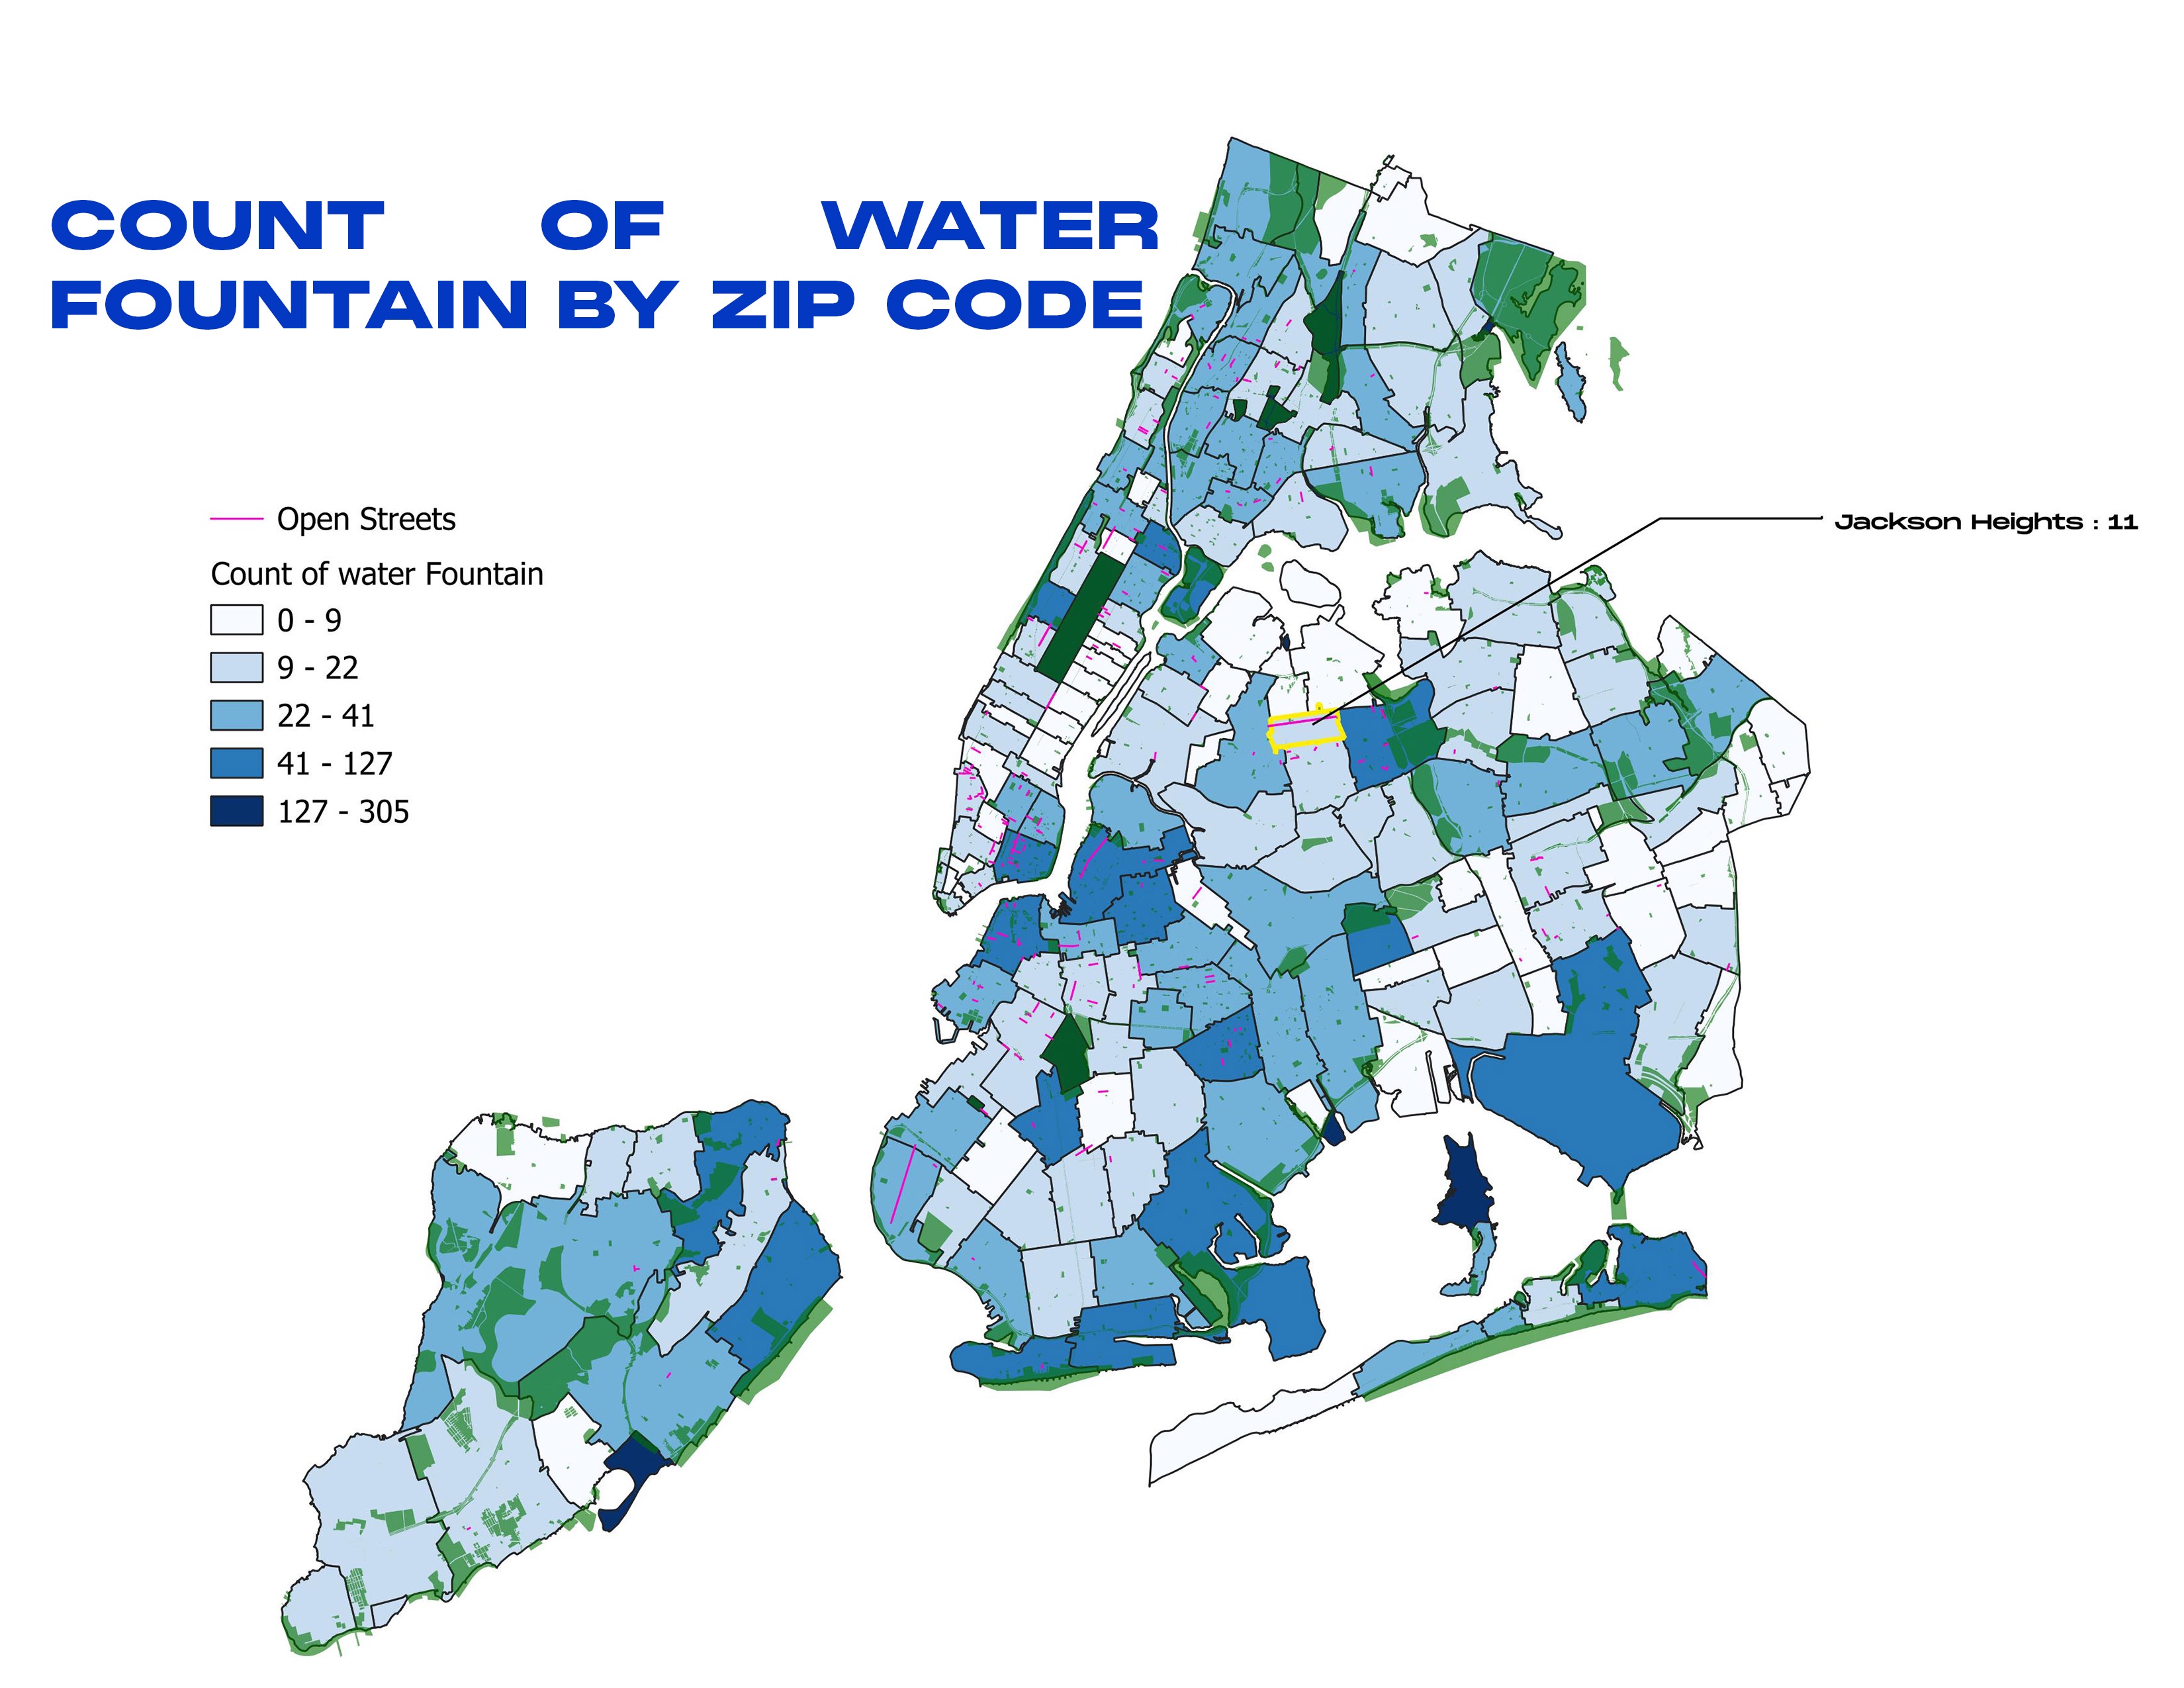 COUNT OF WATER
FOUNTAIN BY ZIP CODE
Open Streets
Count of water Fountain
0 - 9
9 - 22
22 - 41
41 - 127
127 - 305
Jackson Heights : 11